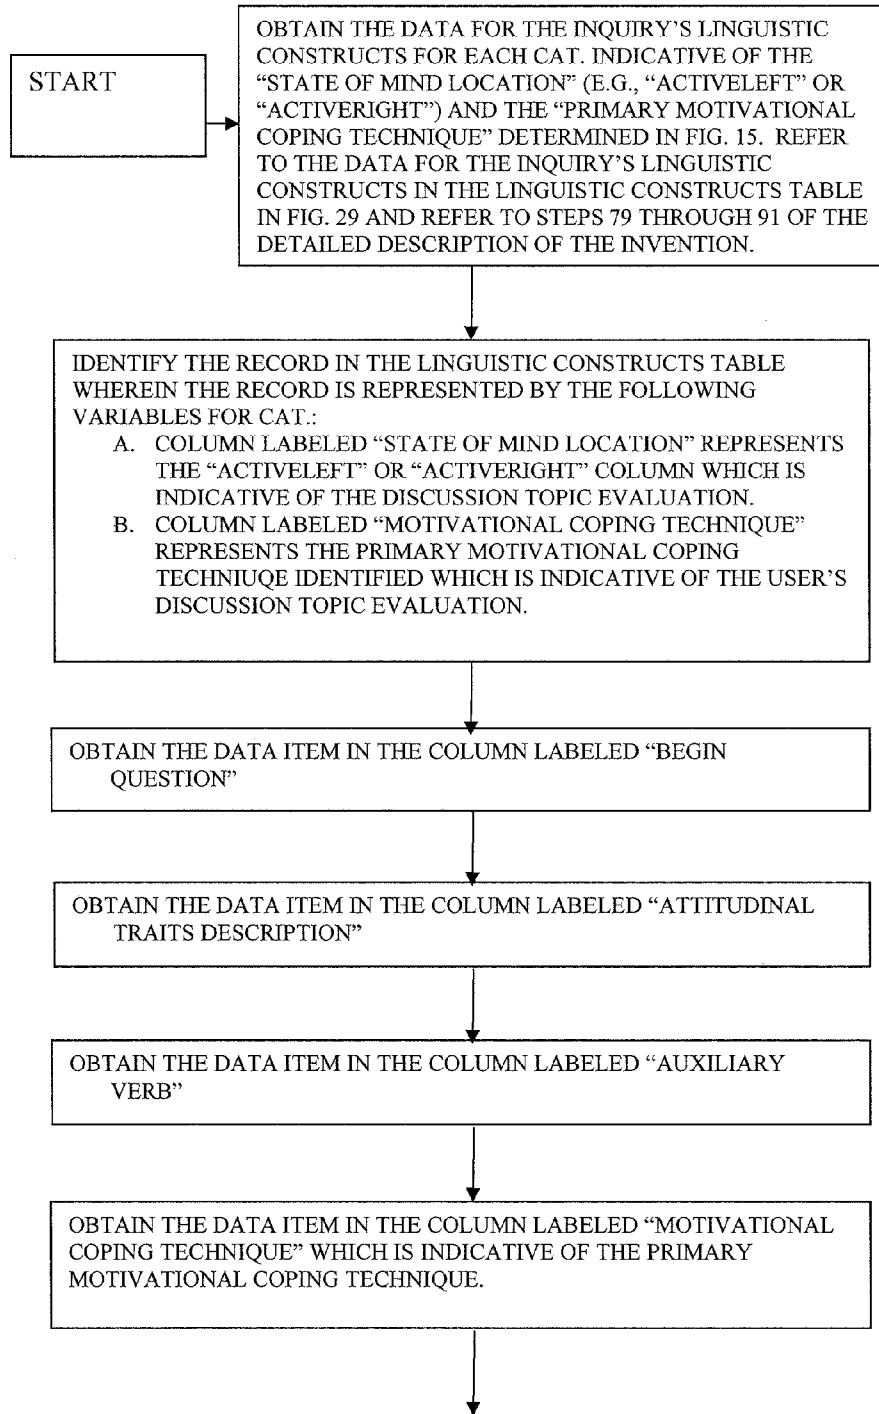 START
OBTAIN THE DATA FOR THE INQUIRY'S LINGUISTIC
CONSTRUCTS FOR EACH CAT. INDICATIVE OF THE
“STATE OF MIND LOCATION” (E.G., “ACTIVELEFT” OR
“ACTIVERIGHT”) AND THE “PRIMARY MOTIVATIONAL
COPING TECHNIQUE” DETERMINED IN FIG. 15. REFER
TO THE DATA FOR THE INQUIRY'S LINGUISTIC
CONSTRUCTS IN THE LINGUISTIC CONSTRUCTS TABLE
IN FIG. 29 AND REFER TO STEPS 79 THROUGH 91 OF THE
DETAILED DESCRIPTION OF THE INVENTION.
IDENTIFY THE RECORD IN THE LINGUISTIC CONSTRUCTS TABLE
WHEREIN THE RECORD IS REPRESENTED BY THE FOLLOWING
VARIABLES FOR CAT.:
A. COLUMN LABELED “STATE OF MIND LOCATION” REPRESENTS
THE “ACTIVELEFT” OR “ACTIVERIGHT” COLUMN WHICH IS
INDICATIVE OF THE DISCUSSION TOPIC EVALUATION.
B. COLUMN LABELED “MOTIVATIONAL COPING TECHNIQUE”
REPRESENTS THE PRIMARY MOTIVATIONAL COPING
TECHNIUQE IDENTIFIED WHICH IS INDICATIVE OF THE USER'S
DISCUSSION TOPIC EVALUATION.
OBTAIN THE DATA ITEM IN THE COLUMN LABELED “BEGIN
QUESTION”
OBTAIN THE DATA ITEM IN THE COLUMN LABELED “ATTITUDINAL
TRAITS DESCRIPTION”
OBTAIN THE DATA ITEM IN THE COLUMN LABELED “AUXILIARY
VERB”
OBTAIN THE DATA ITEM IN THE COLUMN LABELED “MOTIVATIONAL
COPING TECHNIQUE” WHICH IS INDICATIVE OF THE PRIMARY
MOTIVATIONAL COPING TECHNIQUE.